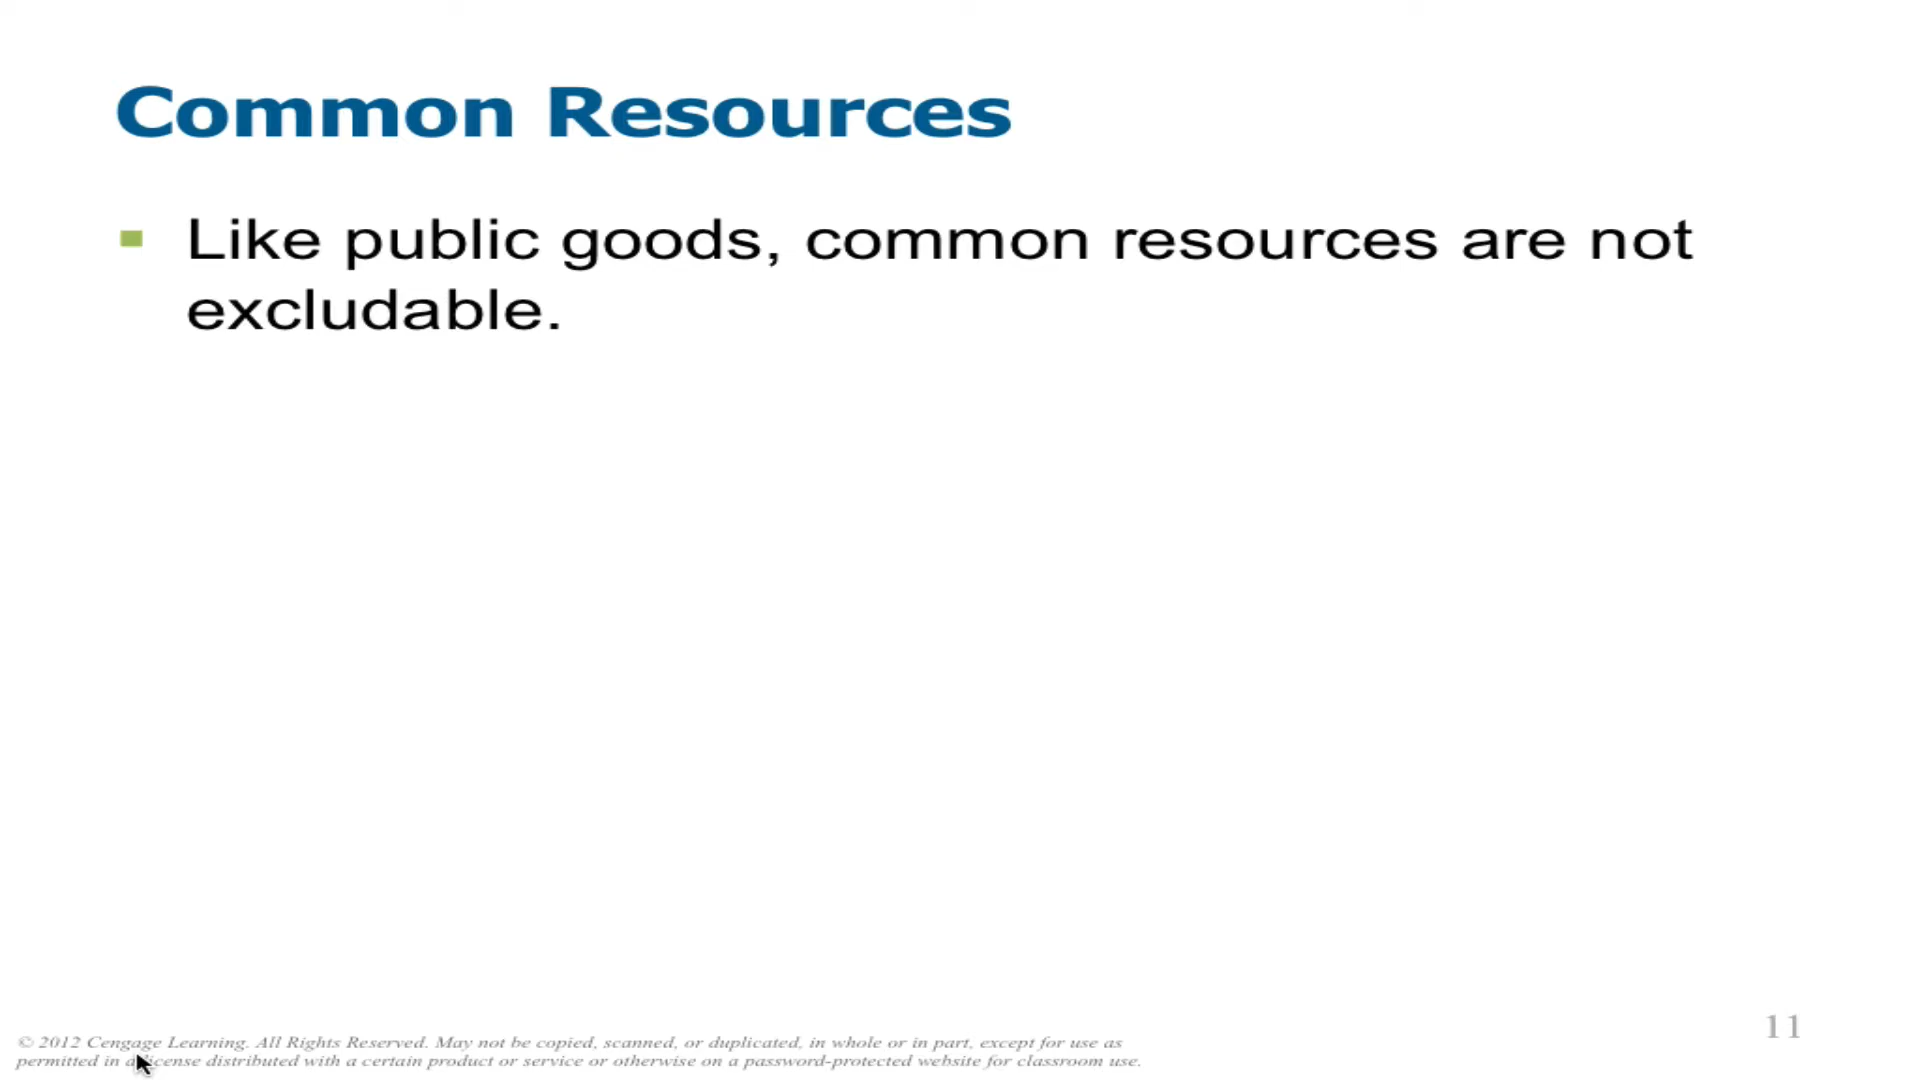 Common Resources
Like public goods, common resources are not
excludable.
© 2012 Cengage Learning. All Rights Reserved. May not be copied, scanned, or duplicated, in whole or in part, except for use as
permitted in a license distributed with a certain product or service or otherwise on a password-protected website for classroom use.
11